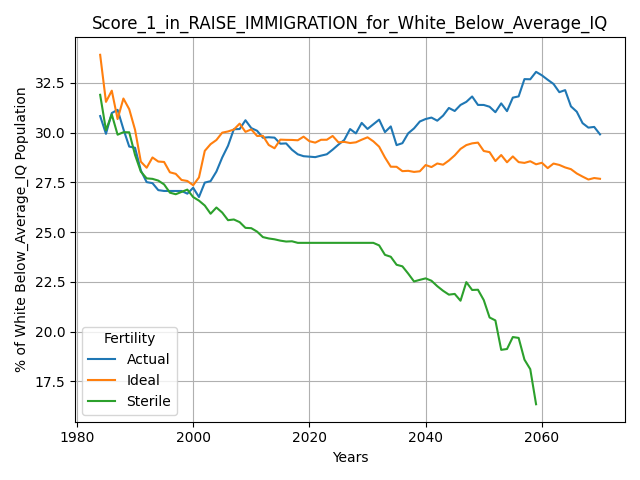 Score_1_in_RAISE_IMMIGRATION_for_White_Below_Average_IQ
% of White Below_Average_IQ Population
32.5
30.0
27.5
25.0
22.5
20.0
17.5
Fertility
Actual
Ideal
Sterile
1980
2000
2020
2040
2060
Years